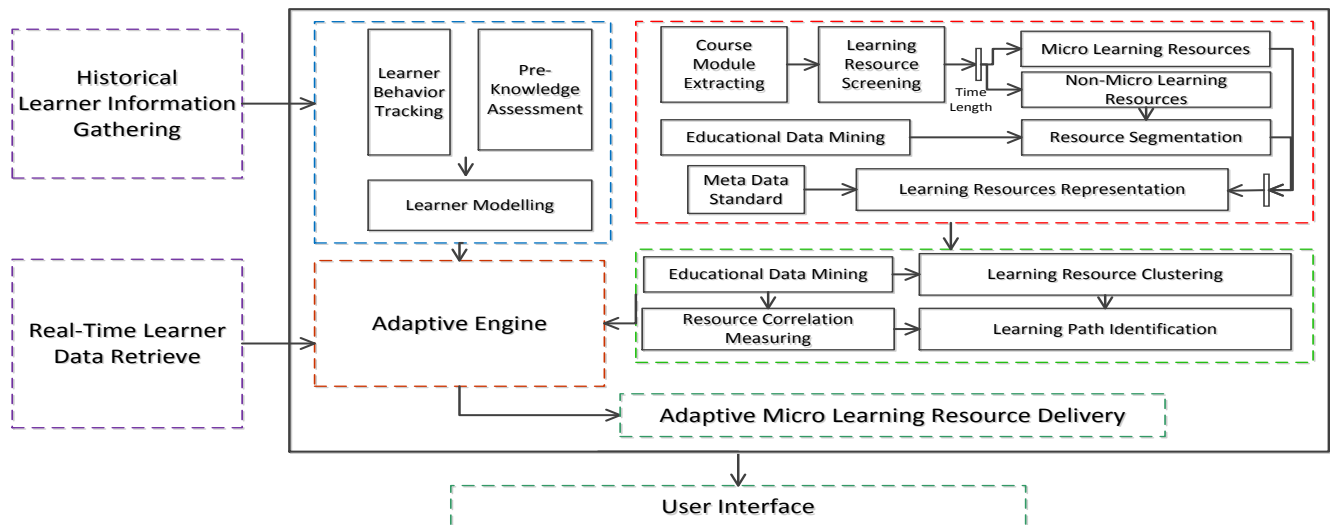 Historical
Learner Information
Gathering
Learner
Behavior
Tracking
Pre-
Knowledge
Assessment
Learner Modelling
Course
Module
Extracting
Learning
Resource
Screening
Time
Length
Micro Learning Resources
Non-Micro Learning
Resources
Educational Data Mining
Resource Segmentation
Meta Data
Standard
Learning Resources Representation
Real-Time Learner
Data Retrieve
Adaptive Engine
Educational Data Mining
Learning Resource Clustering
Resource Correlation
Measuring
Learning Path Identification
Adaptive Micro Learning Resource Delivery
User Interface